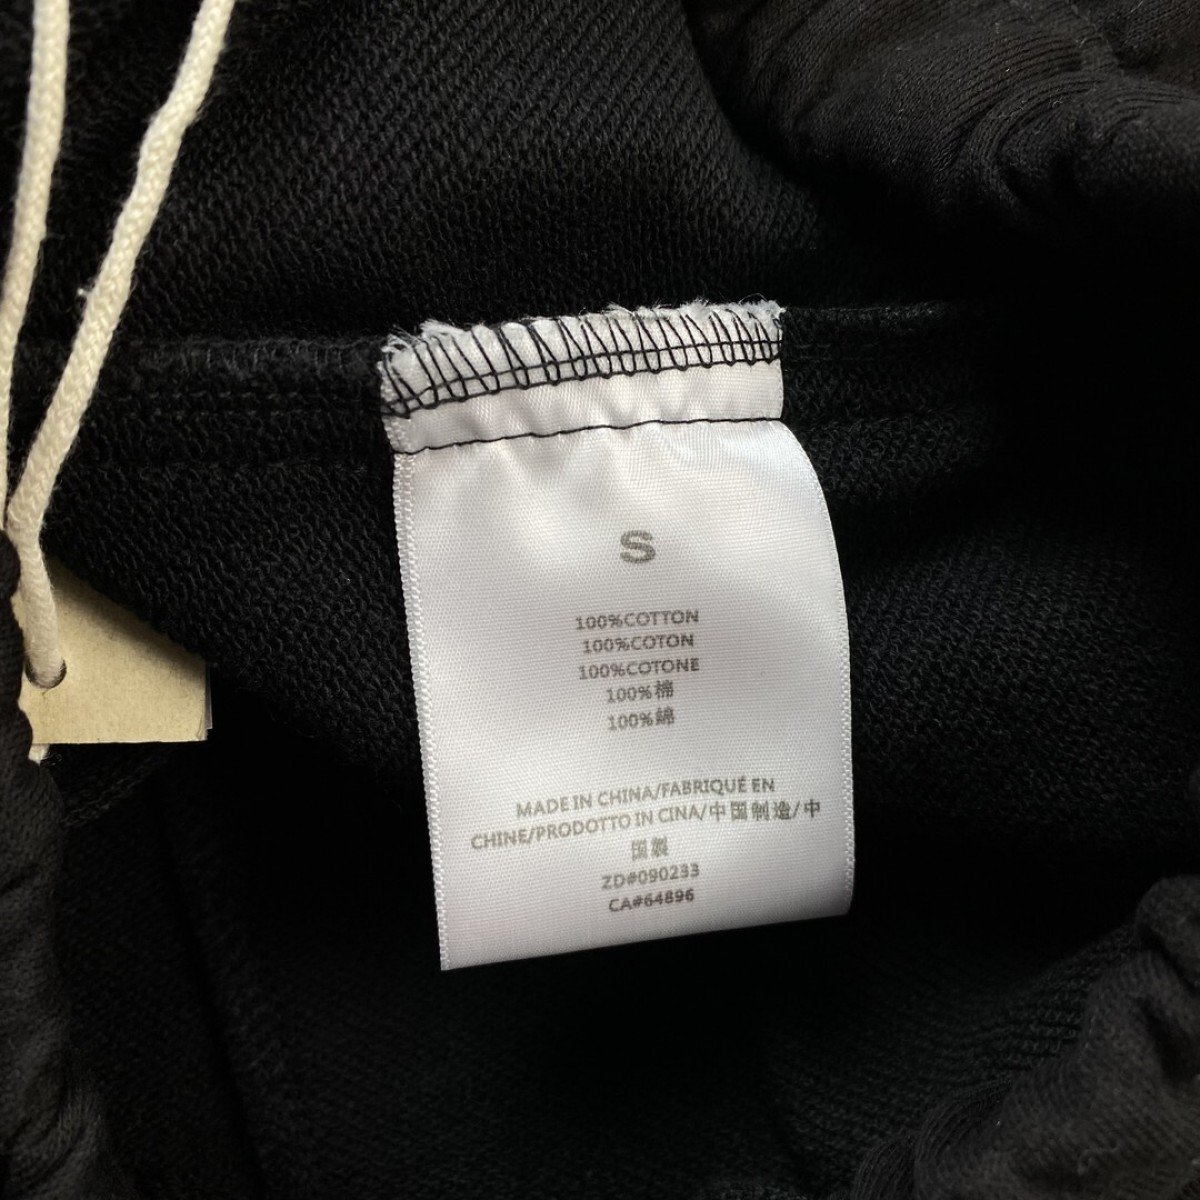 S
100%COTTON
100%COTON
100%COTONE
100%棉
100%綿
MADE IN CHINA/FABRIQUÉ EN
CHINE/PRODOTTO IN CINA/中国制造/中
国製
ZD#090233
CA#64896